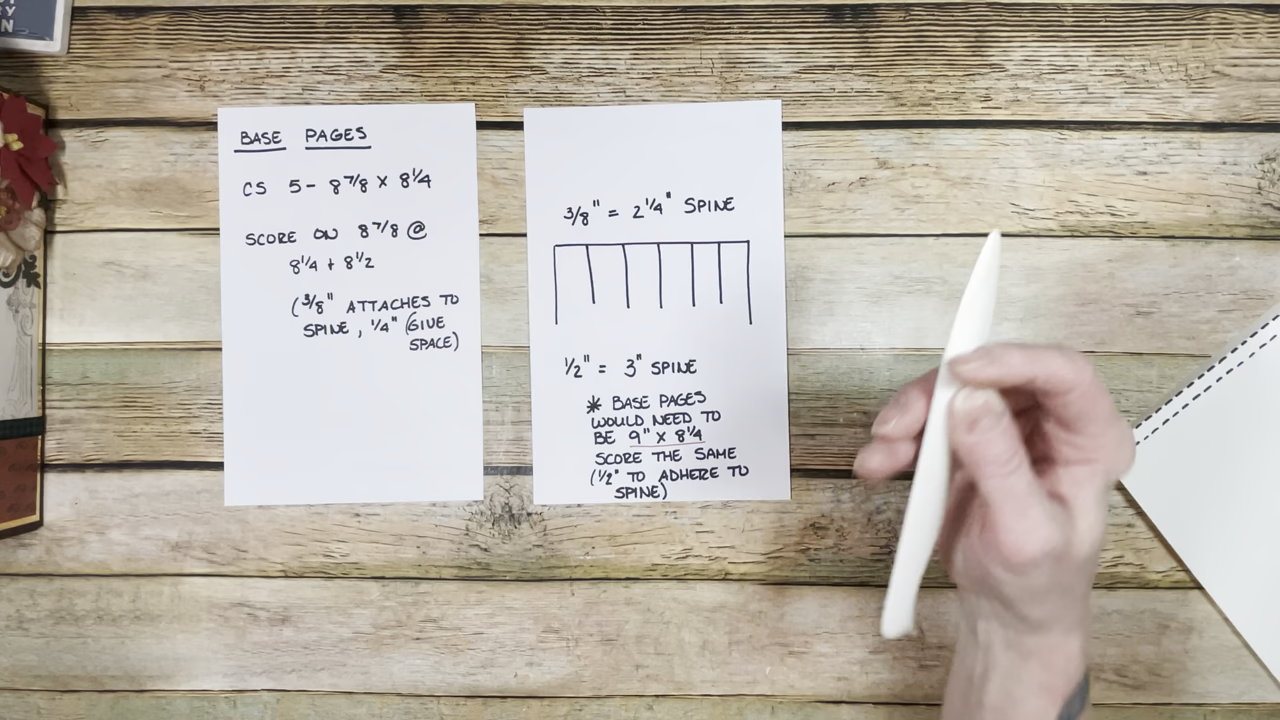 BASE PAGES
CS 5 - 8 7/8 X 8 1/4
SCORE ON 8 7/8 @
8 1/4 + 8 1/2
(3/8" ATTACHES TO
SPINE, 1/4" (GIVE
SPACE)
3/8" = 2 1/4" SPINE
1/2" = 3" SPINE
* BASE PAGES
WOULD NEED TO
BE 9" X 8 1/4
SCORE THE SAME
(1/2" TO ADHERE TO
SPINE)